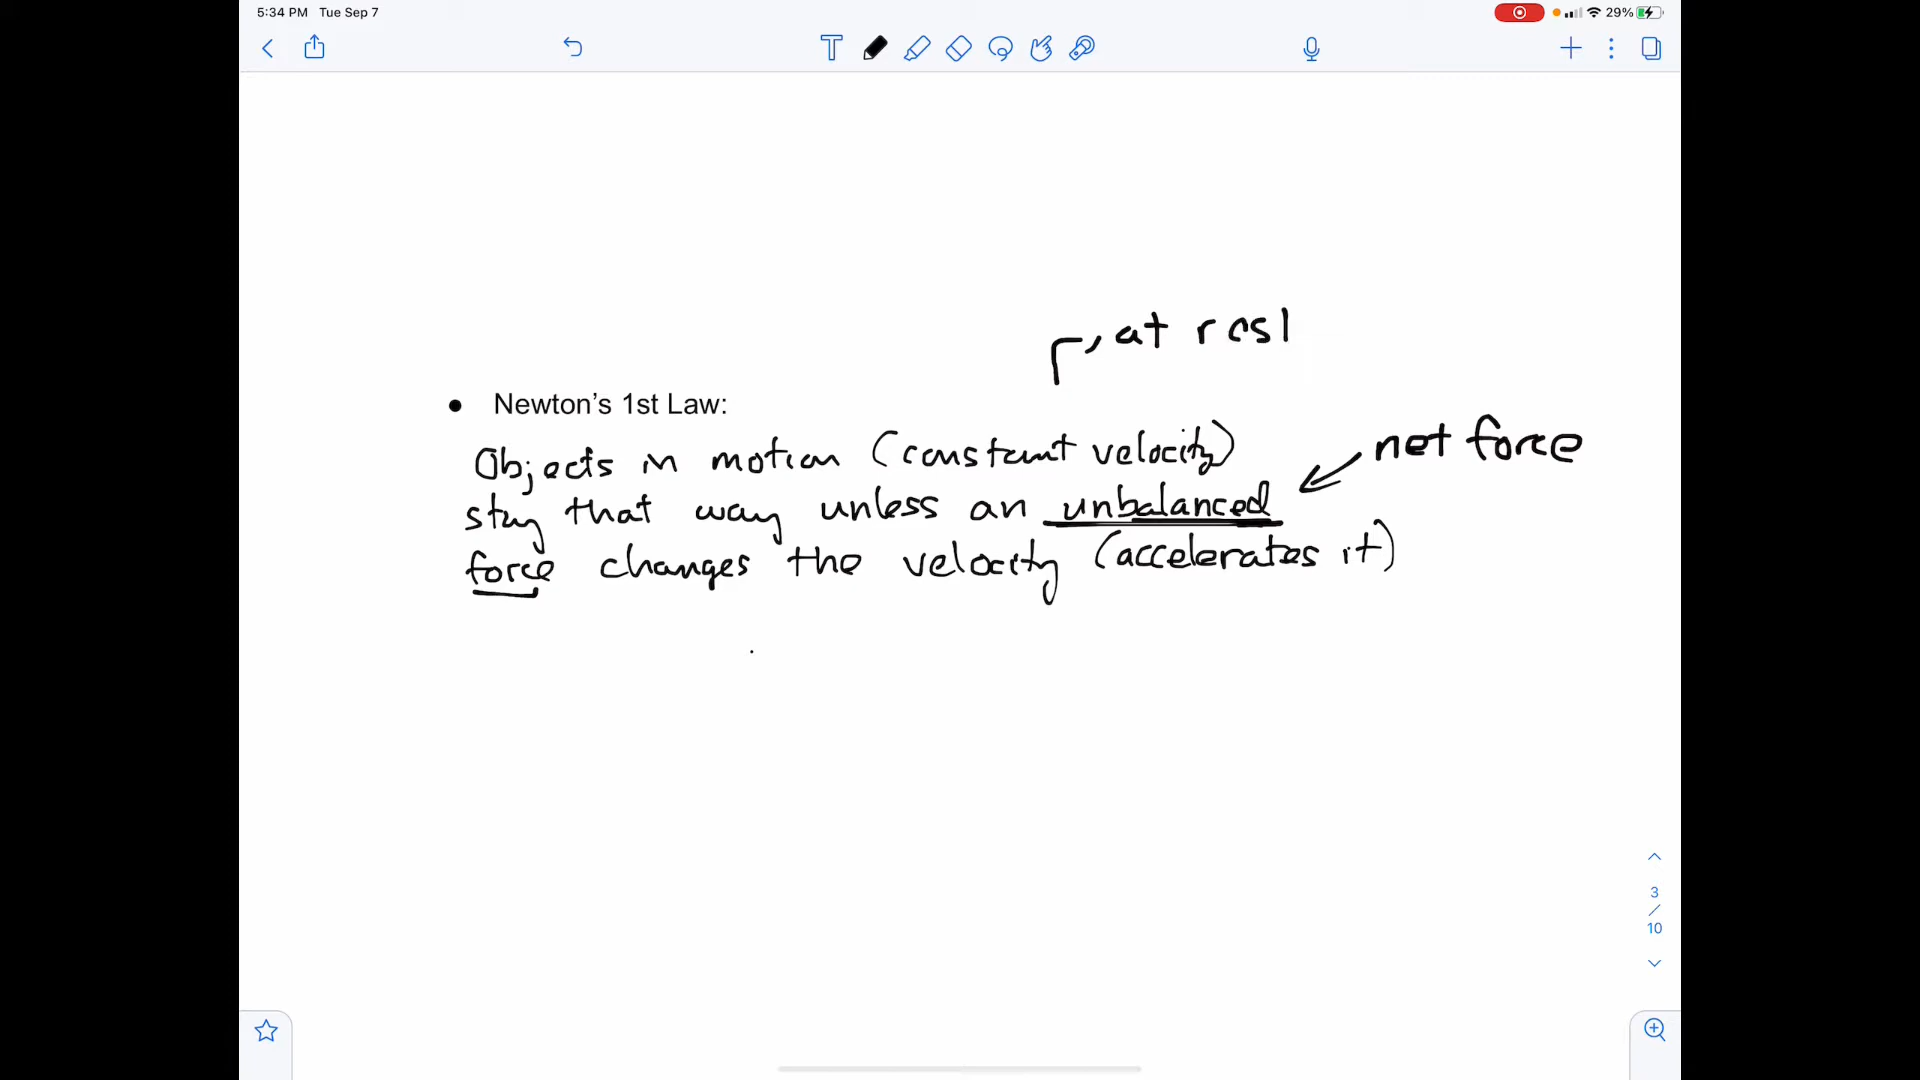 5:34 PM Tue Sep 7
29%
at rest
• Newton's 1st Law:
Objects in motion (constant velocity)
net force
stay that way unless an unbalanced
force changes the velocity (accelerates it)
3
/
10